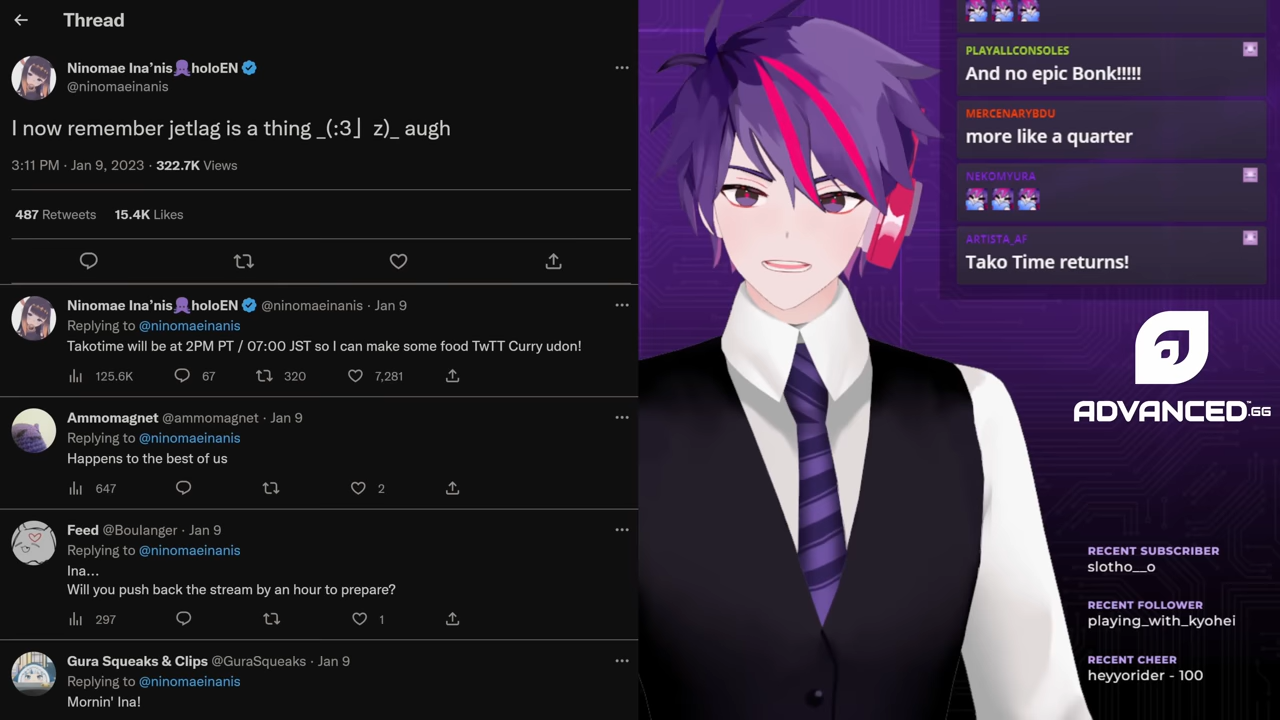 Thread
Ninomae Ina'nis🐙holoEN
@ninomaeinanis
I now remember jetlag is a thing _(:3」z)_ augh
3:11 PM · Jan 9, 2023 · 322.7K Views
487 Retweets 15.4K Likes
Ninomae Ina'nis🐙holoEN @ninomaeinanis · Jan 9
Replying to @ninomaeinanis
Takotime will be at 2PM PT / 07:00 JST so I can make some food TwTT Curry udon!
125.6K 67 320 7,281
Ammomagnet @ammomagnet · Jan 9
Replying to @ninomaeinanis
Happens to the best of us
647 2
Feed @Boulanger · Jan 9
Replying to @ninomaeinanis
Ina...
Will you push back the stream by an hour to prepare?
297 1
Gura Squeaks & Clips @GuraSqueaks · Jan 9
Replying to @ninomaeinanis
Mornin' Ina!
PLAYALLCONSOLES
And no epic Bonk!!!!!
MERCENARYBDU
more like a quarter
NEKOMYURA
ARTISTA_AF
Tako Time returns!
ADVANCED™.GG
RECENT SUBSCRIBER
slotho__o
RECENT FOLLOWER
playing_with_kyohei
RECENT CHEER
heyyorider - 100